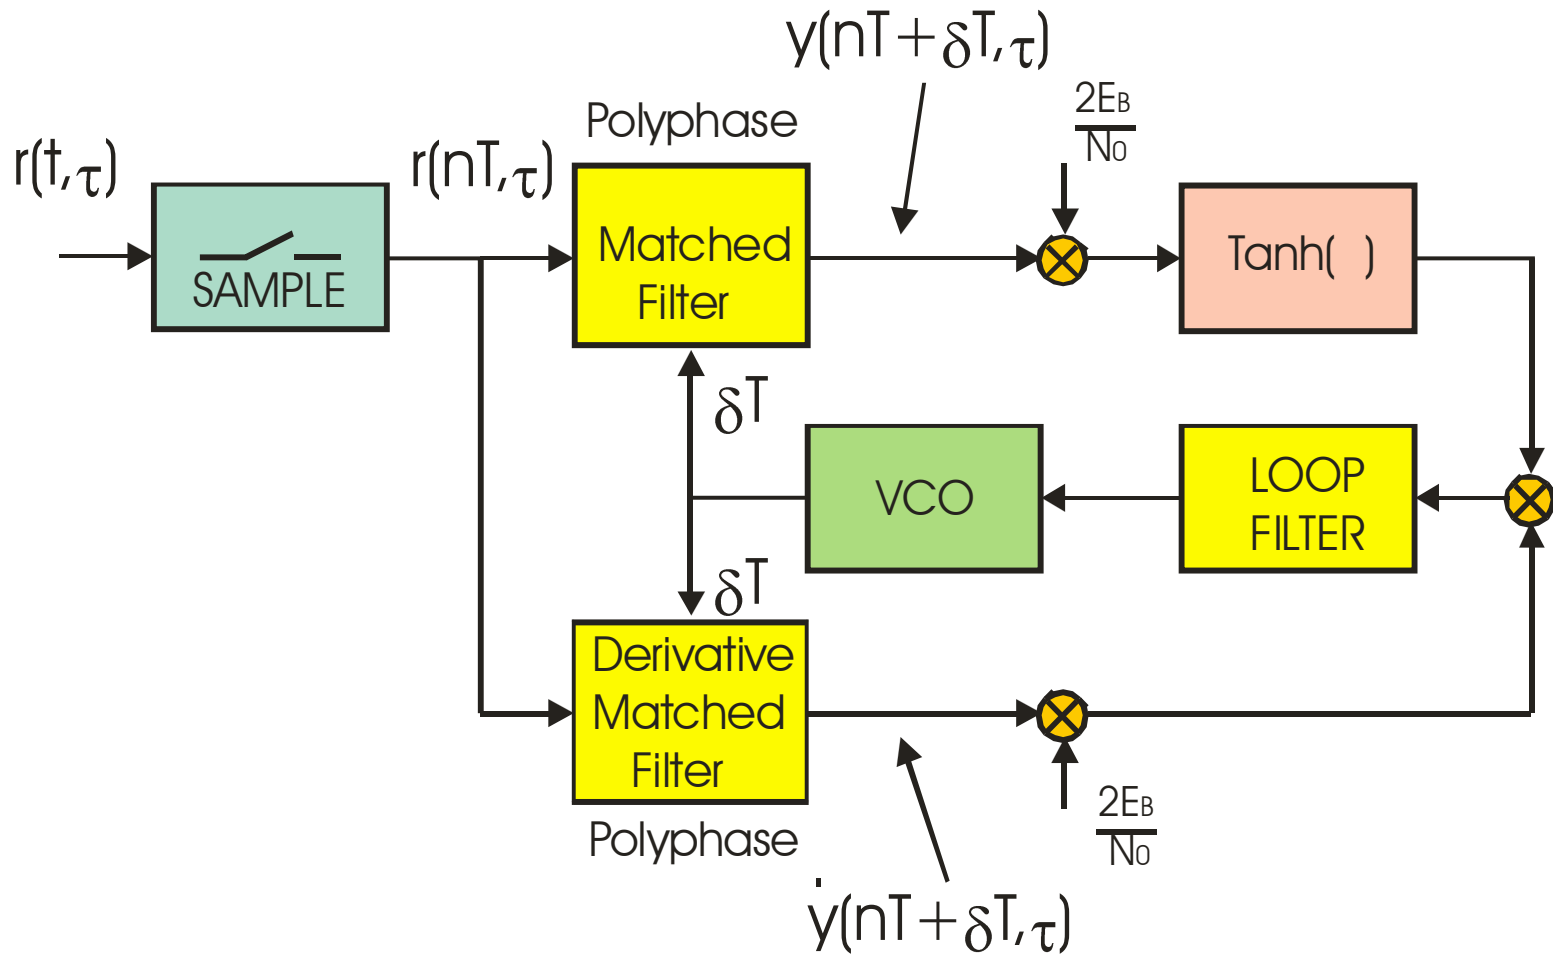 y(nT+δT,τ)
2EB
N0
Polyphase
r(t,τ)
r(nT,τ)
Matched
Filter
Tanh( )
SAMPLE
δT
VCO
LOOP
FILTER
δT
Derivative
Matched
Filter
Polyphase
2EB
N0
ẏ(nT+δT,τ)